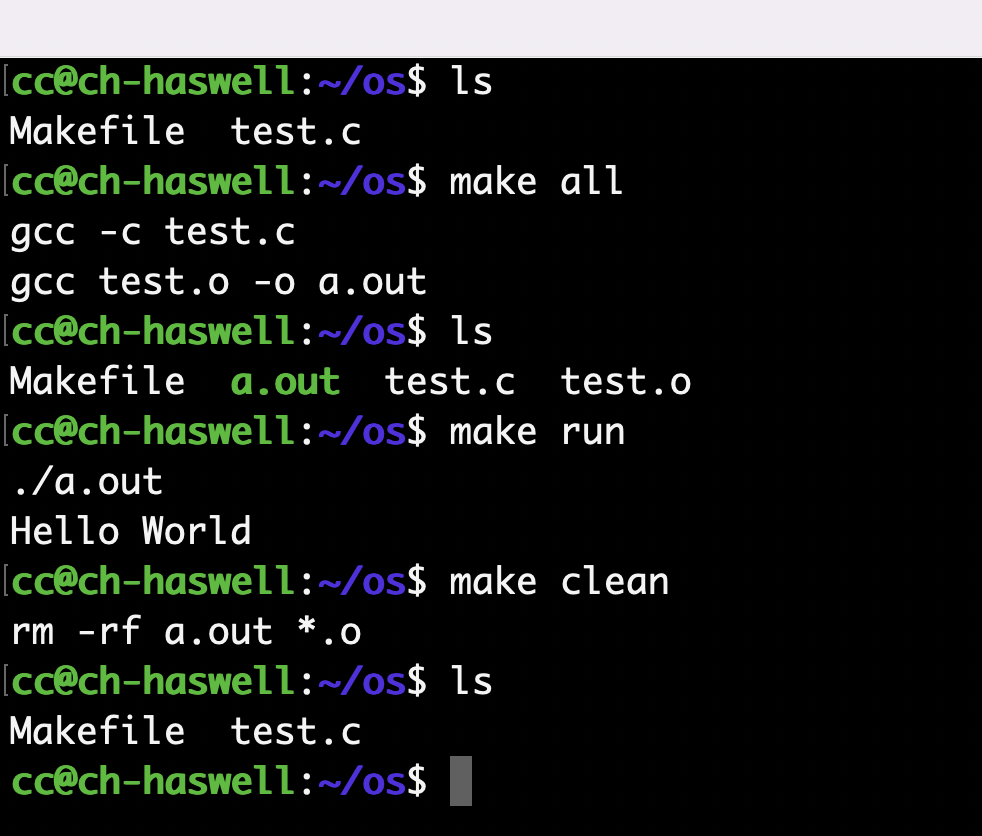 cc@ch-haswell:~/os$ ls
Makefile  test.c
cc@ch-haswell:~/os$ make all
gcc -c test.c
gcc test.o -o a.out
cc@ch-haswell:~/os$ ls
Makefile  a.out  test.c  test.o
cc@ch-haswell:~/os$ make run
./a.out
Hello World
cc@ch-haswell:~/os$ make clean
rm -rf a.out *.o
cc@ch-haswell:~/os$ ls
Makefile  test.c
cc@ch-haswell:~/os$